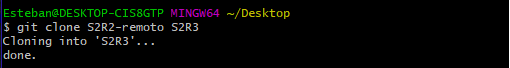 Esteban@DESKTOP-CIS8GTP MINGW64 ~/Desktop
$ git clone S2R2-remoto S2R3
Cloning into 'S2R3'...
done.